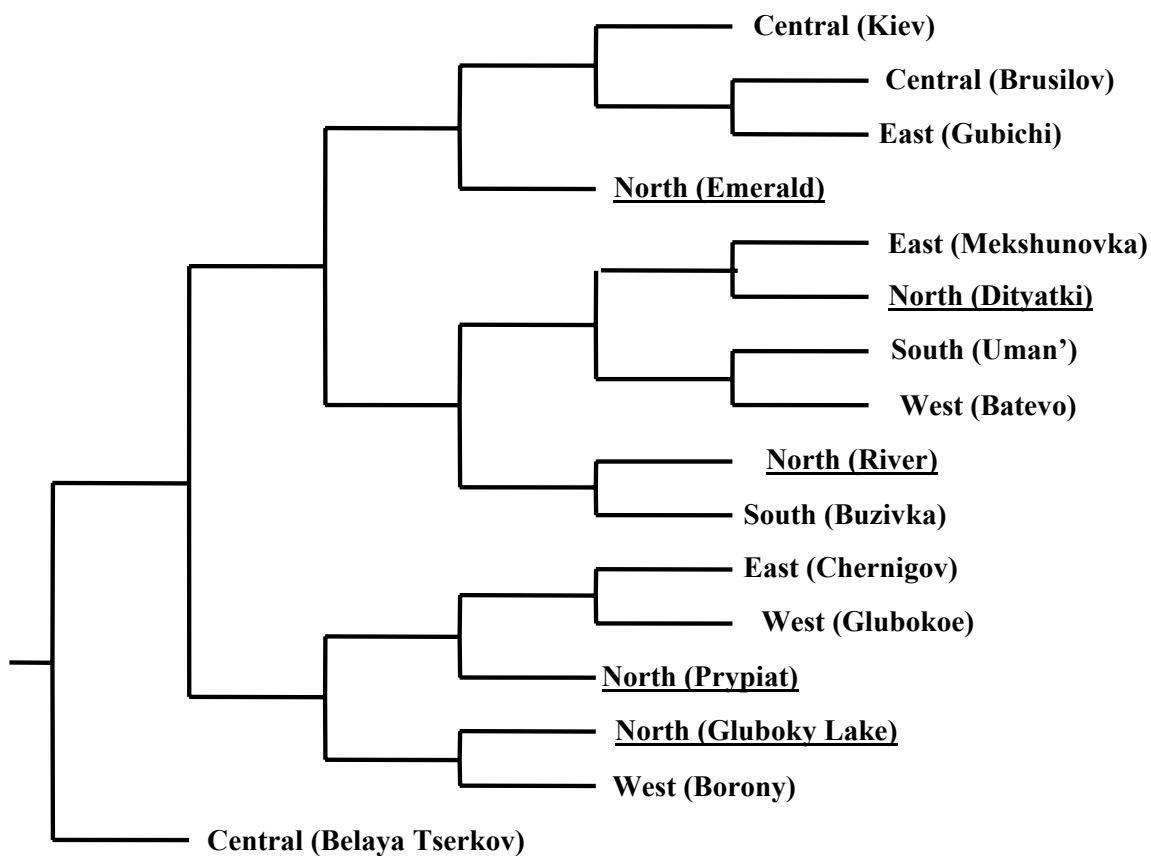 Central (Kiev)
Central (Brusilov)
East (Gubichi)
North (Emerald)
East (Mekshunovka)
North (Dityatki)
South (Uman’)
West (Batevo)
North (River)
South (Buzivka)
East (Chernigov)
West (Glubokoe)
North (Prypiat)
North (Gluboky Lake)
West (Borony)
Central (Belaya Tserkov)